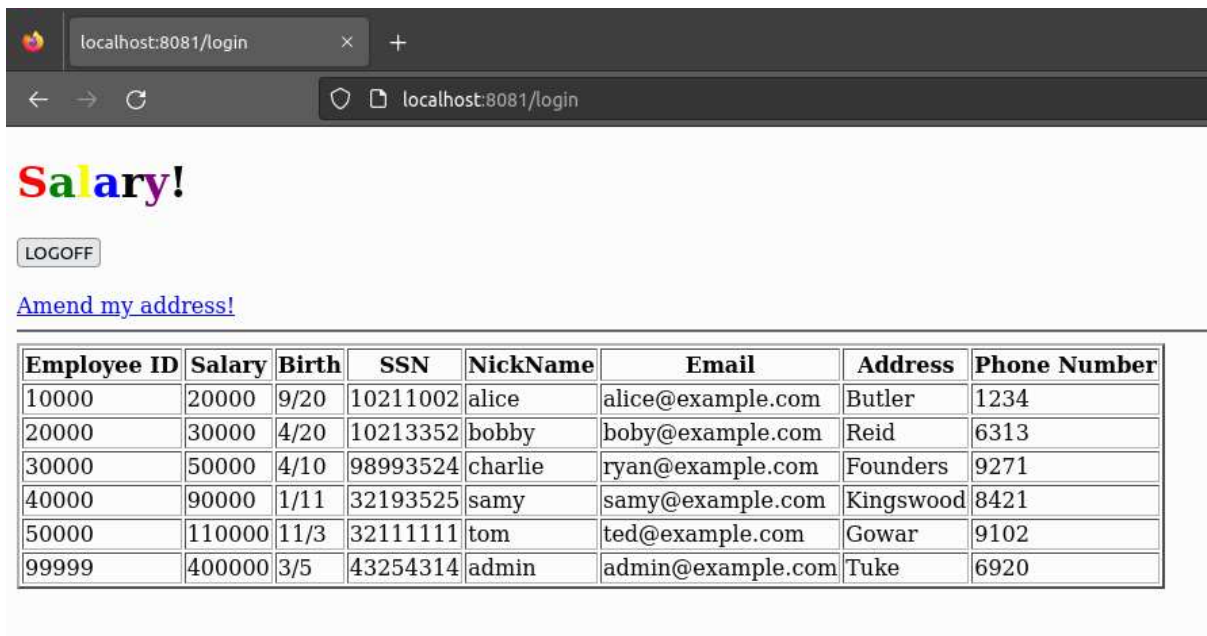 localhost:8081/login
localhost:8081/login
Salary!
LOGOFF
Amend my address!
Employee ID Salary Birth SSN NickName Email Address Phone Number
10000 20000 9/20 10211002 alice alice@example.com Butler 1234
20000 30000 4/20 10213352 bobby boby@example.com Reid 6313
30000 50000 4/10 98993524 charlie ryan@example.com Founders 9271
40000 90000 1/11 32193525 samy samy@example.com Kingswood 8421
50000 110000 11/3 32111111 tom ted@example.com Gowar 9102
99999 400000 3/5 43254314 admin admin@example.com Tuke 6920